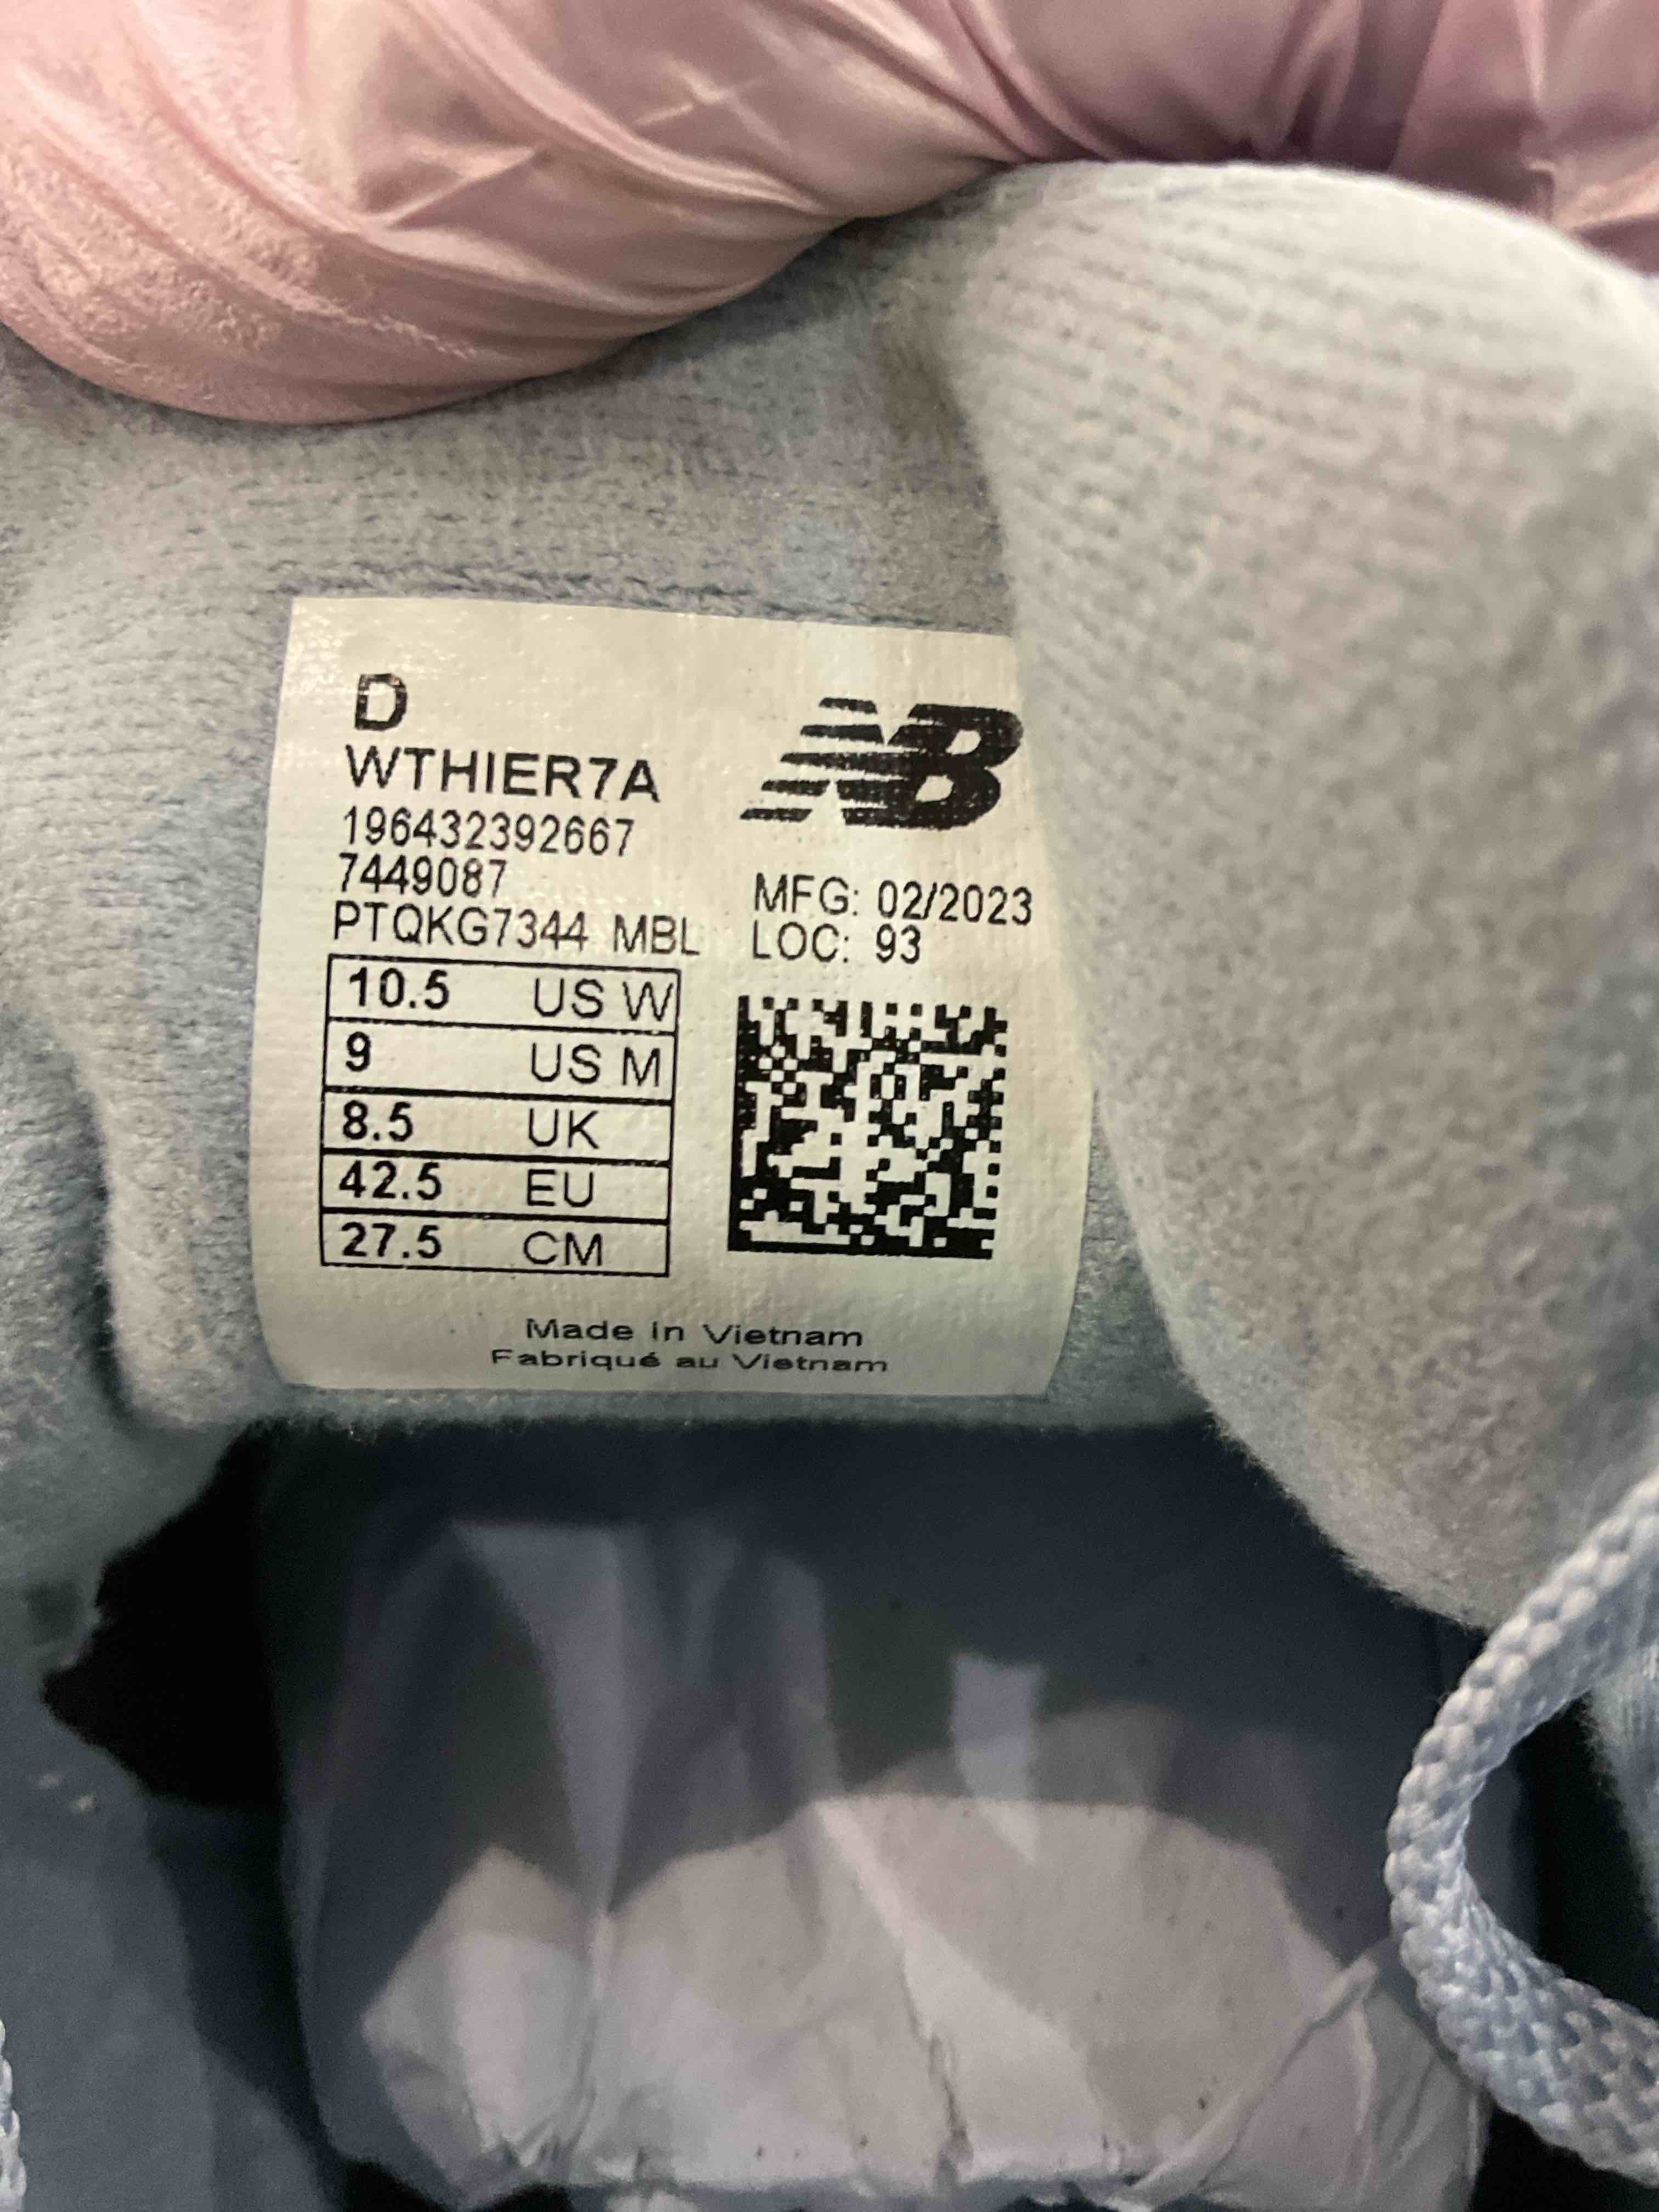 D
WTHIER7A
196432392667
7449087
PTQKG7344 MBL
NB
MFG: 02/2023
LOC: 93
10.5 US W
9 US M
8.5 UK
42.5 EU
27.5 CM
Made in Vietnam
Fabriqué au Vietnam